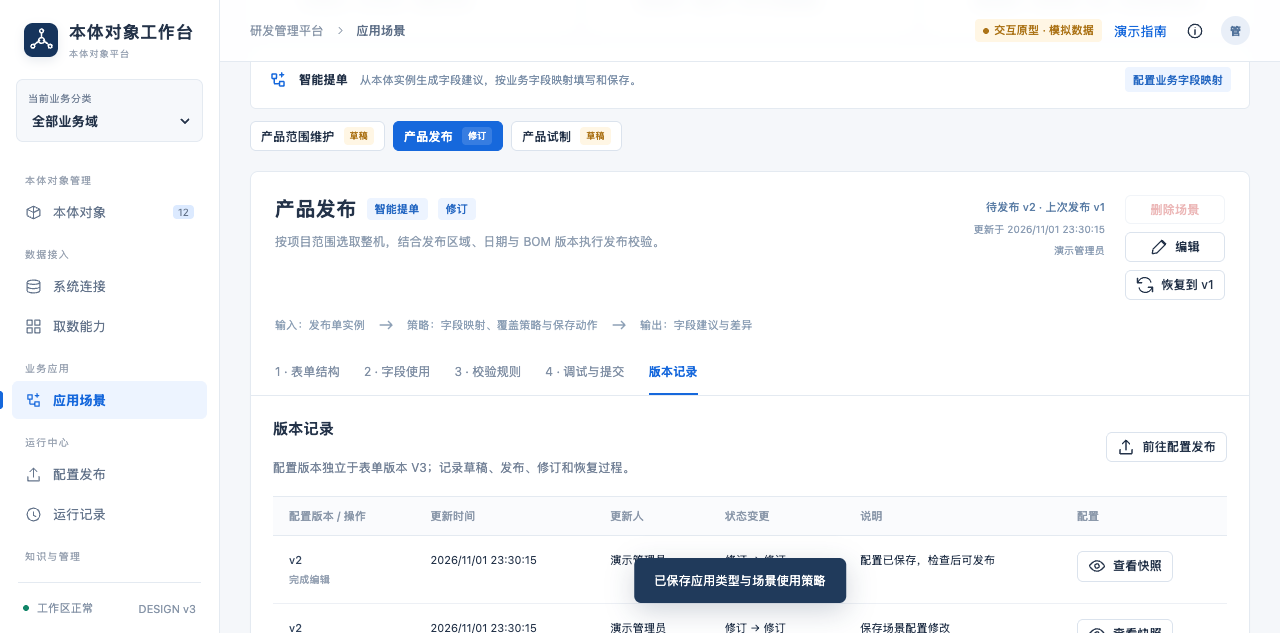 本体对象工作台
本体对象平台
当前业务分类
全部业务域
本体对象管理
本体对象 12
数据接入
系统连接
取数能力
业务应用
应用场景
运行中心
配置发布
运行记录
知识与管理
工作区正常 DESIGN v3
研发管理平台 > 应用场景
交互原型 · 模拟数据 演示指南 管
智能提单 从本体实例生成字段建议，按业务字段映射填写和保存。 配置业务字段映射
产品范围维护 草稿 产品发布 修订 产品试制 草稿
产品发布 智能提单 修订
按项目范围选取整机，结合发布区域、日期与 BOM 版本执行发布校验。
待发布 v2 · 上次发布 v1
更新于 2026/11/01 23:30:15
演示管理员
删除场景
编辑
恢复到 v1
输入：发布单实例 → 策略：字段映射、覆盖策略与保存动作 → 输出：字段建议与差异
1 · 表单结构 2 · 字段使用 3 · 校验规则 4 · 调试与提交 版本记录
版本记录
配置版本独立于表单版本 V3；记录草稿、发布、修订和恢复过程。
前往配置发布
配置版本 / 操作 更新时间 更新人 状态变更 说明 配置
v2 2026/11/01 23:30:15 演示管理员 修订 → 修订 配置已保存，检查后可发布 查看快照
完成编辑
已保存应用类型与场景使用策略
v2 2026/11/01 23:30:15 演示管理员 修订 → 修订 保存场景配置修改 查看快照